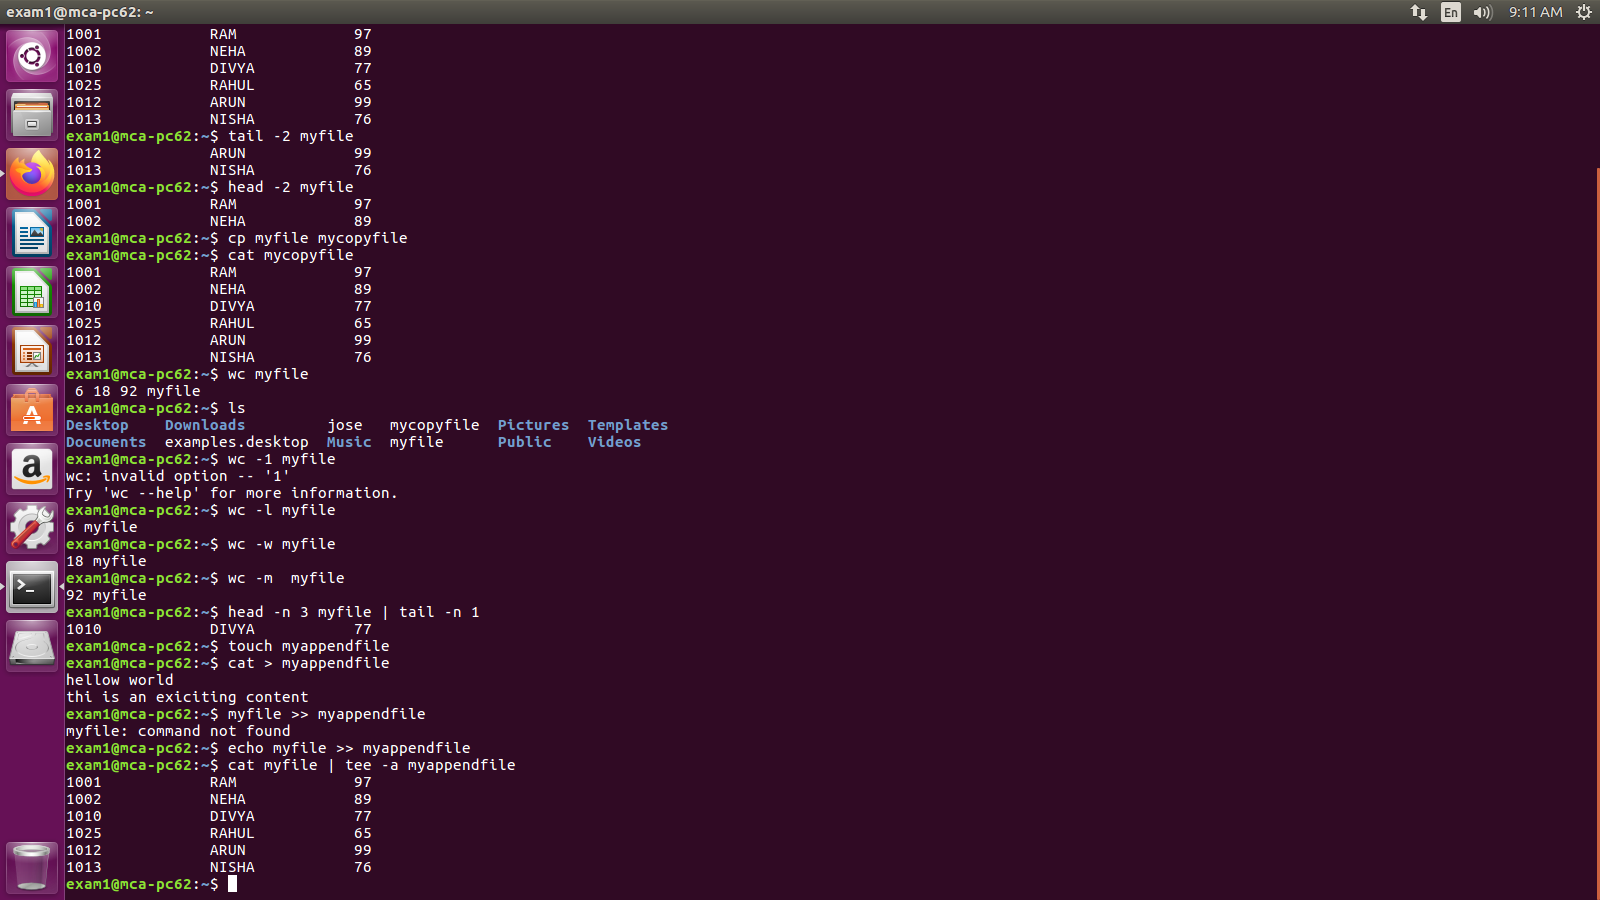 exam1@mca-pc62: ~
En
9:11 AM
1001                RAM             97
1002                NEHA            89
1010                DIVYA           77
1025                RAHUL           65
1012                ARUN            99
1013                NISHA           76
exam1@mca-pc62:~$ tail -2 myfile
1012                ARUN            99
1013                NISHA           76
exam1@mca-pc62:~$ head -2 myfile
1001                RAM             97
1002                NEHA            89
exam1@mca-pc62:~$ cp myfile mycopyfile
exam1@mca-pc62:~$ cat mycopyfile
1001                RAM             97
1002                NEHA            89
1010                DIVYA           77
1025                RAHUL           65
1012                ARUN            99
1013                NISHA           76
exam1@mca-pc62:~$ wc myfile
 6 18 92 myfile
exam1@mca-pc62:~$ ls
Desktop    Downloads         jose   mycopyfile  Pictures  Templates
Documents  examples.desktop  Music  myfile      Public    Videos
exam1@mca-pc62:~$ wc -1 myfile
wc: invalid option -- '1'
Try 'wc --help' for more information.
exam1@mca-pc62:~$ wc -l myfile
6 myfile
exam1@mca-pc62:~$ wc -w myfile
18 myfile
exam1@mca-pc62:~$ wc -m  myfile
92 myfile
exam1@mca-pc62:~$ head -n 3 myfile | tail -n 1
1010                DIVYA           77
exam1@mca-pc62:~$ touch myappendfile
exam1@mca-pc62:~$ cat > myappendfile
hellow world
thi is an exiciting content
exam1@mca-pc62:~$ myfile >> myappendfile
myfile: command not found
exam1@mca-pc62:~$ echo myfile >> myappendfile
exam1@mca-pc62:~$ cat myfile | tee -a myappendfile
1001                RAM             97
1002                NEHA            89
1010                DIVYA           77
1025                RAHUL           65
1012                ARUN            99
1013                NISHA           76
exam1@mca-pc62:~$